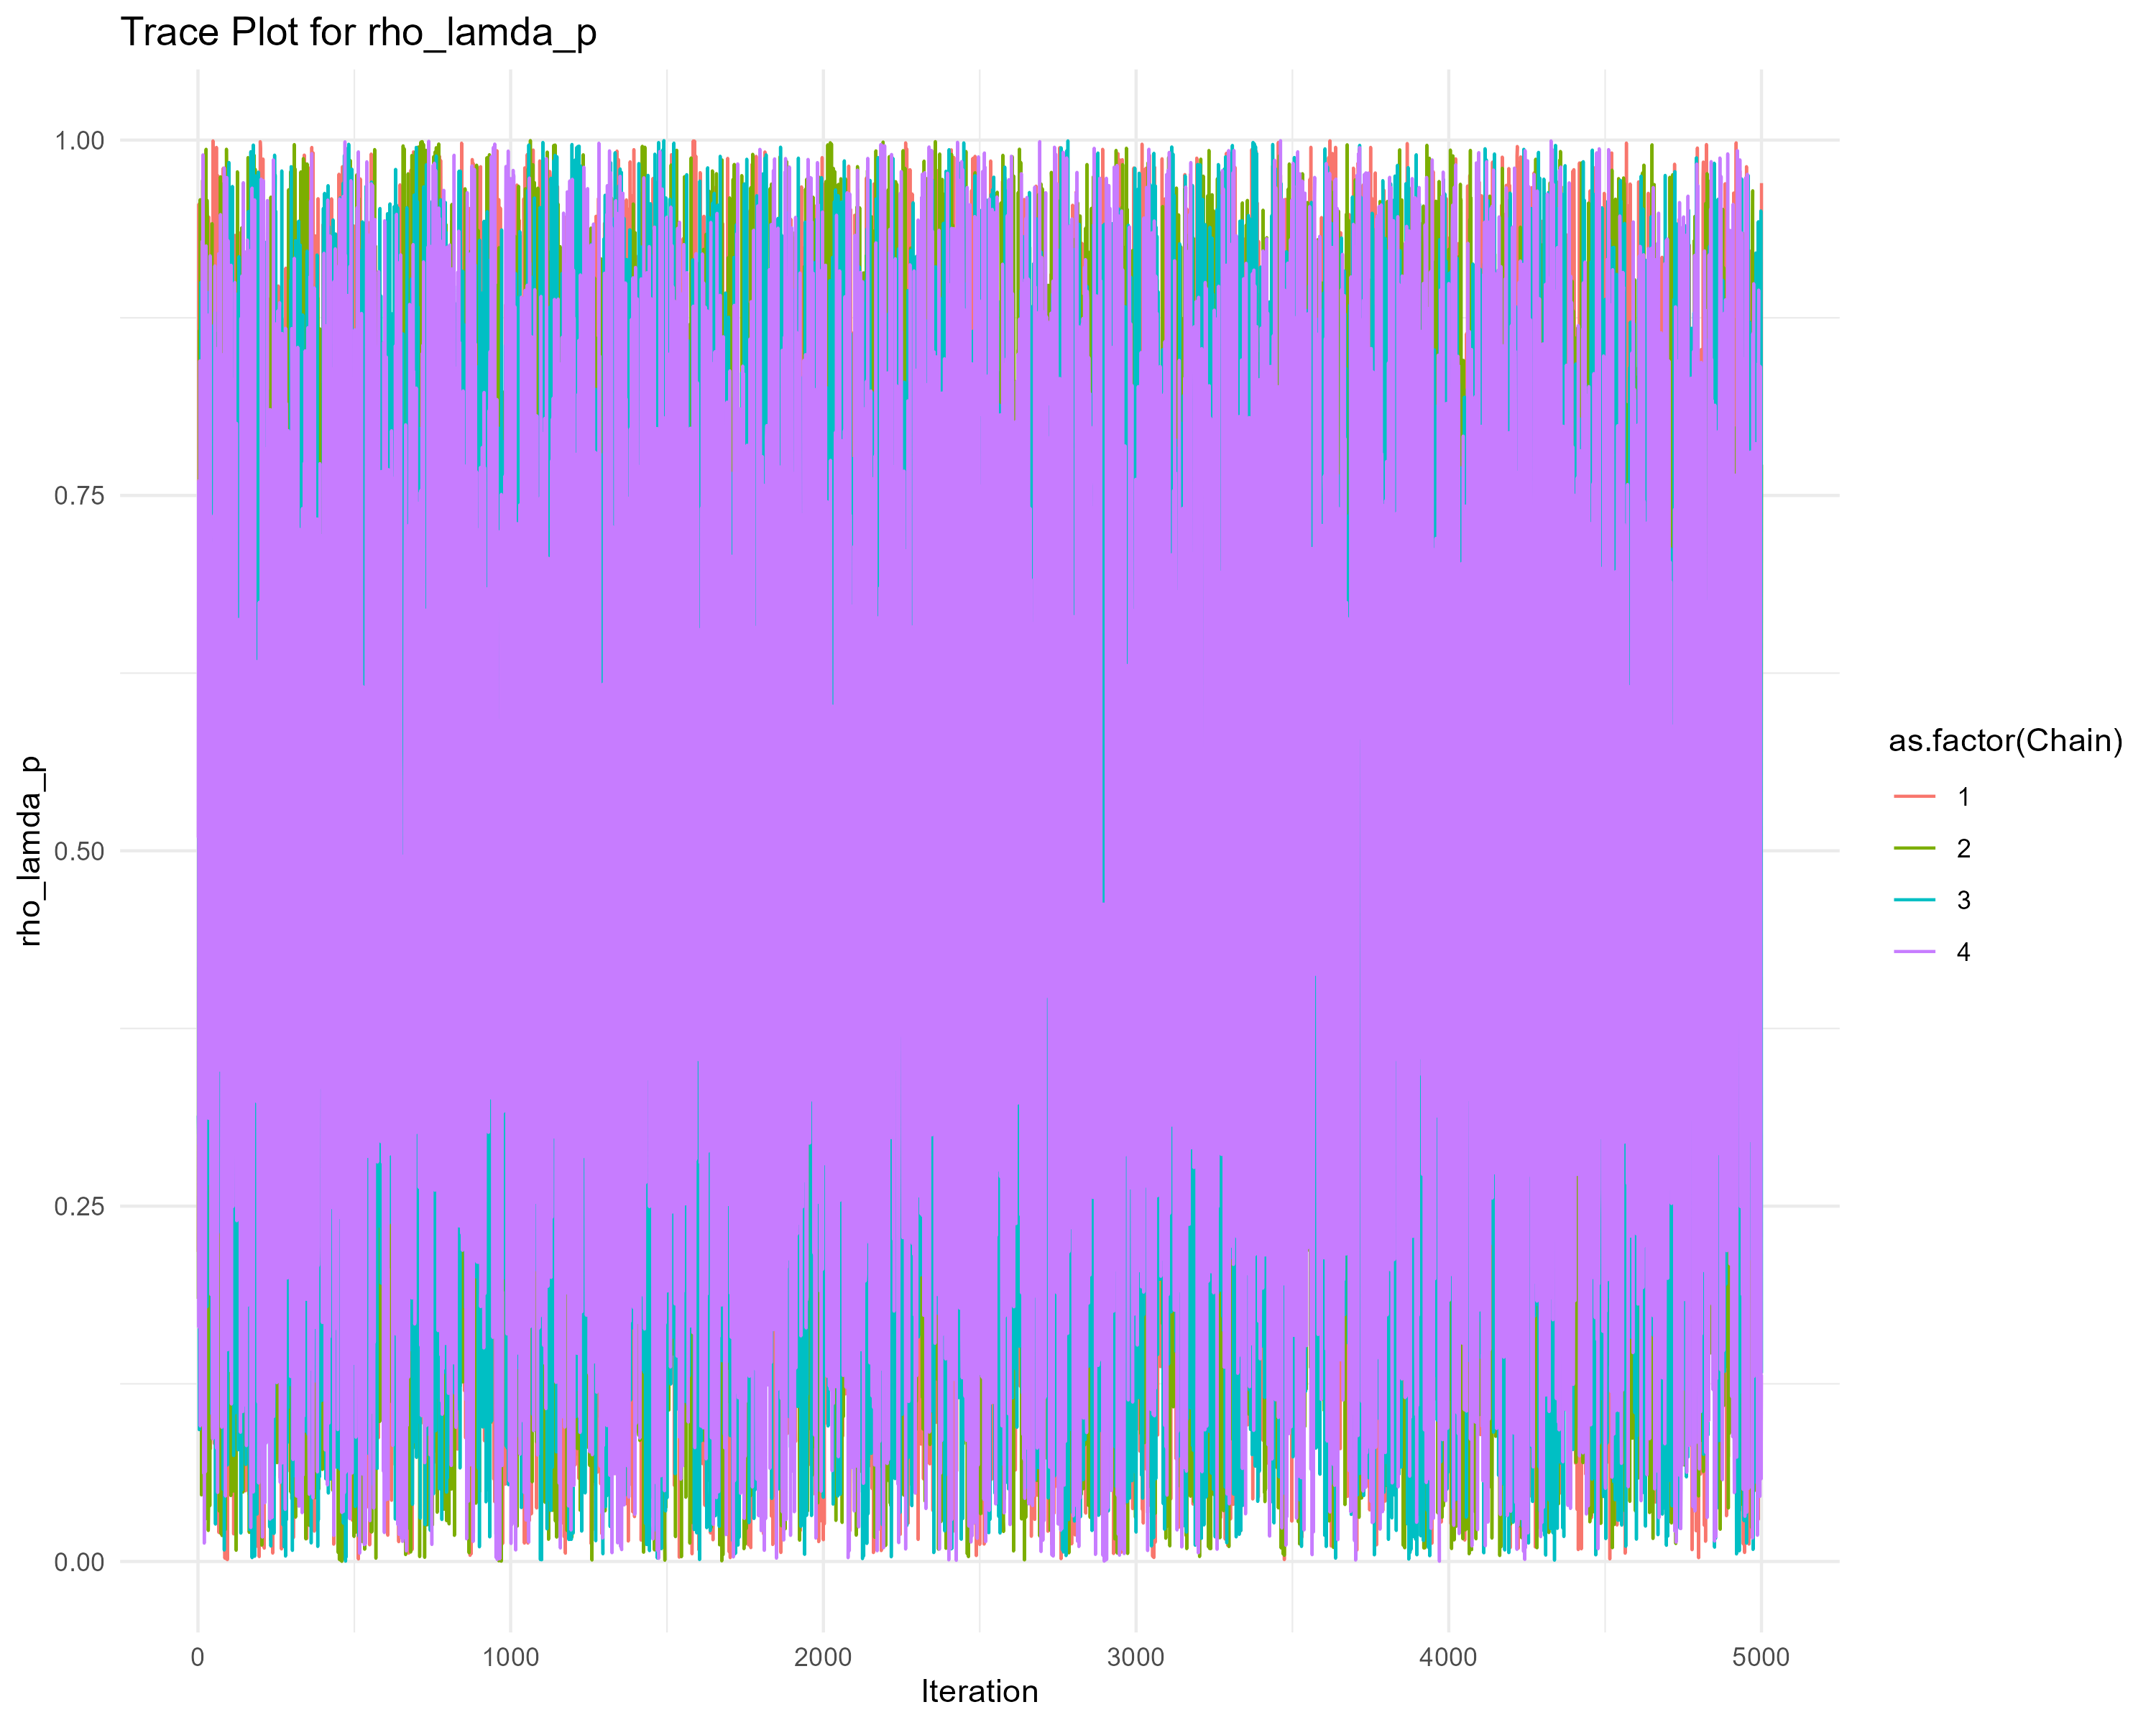 Trace Plot for rho_lamda_p
1.00
0.75
0.50
0.25
0.00
rho_lamda_p
0 1000 2000 3000 4000 5000
Iteration
as.factor(Chain)
1
2
3
4